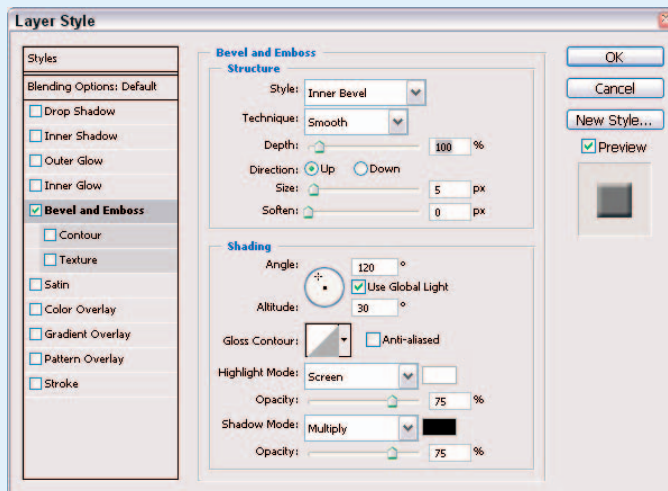 Layer Style
Styles
Blending Options: Default
Drop Shadow
Inner Shadow
Outer Glow
Inner Glow
Bevel and Emboss
Contour
Texture
Satin
Color Overlay
Gradient Overlay
Pattern Overlay
Stroke
Bevel and Emboss
Structure
Style: Inner Bevel
Technique: Smooth
Depth: 100 %
Direction: Up Down
Size: 5 px
Soften: 0 px
Shading
Angle: 120 °
Use Global Light
Altitude: 30 °
Gloss Contour: Anti-aliased
Highlight Mode: Screen
Opacity: 75 %
Shadow Mode: Multiply
Opacity: 75 %
OK
Cancel
New Style...
Preview